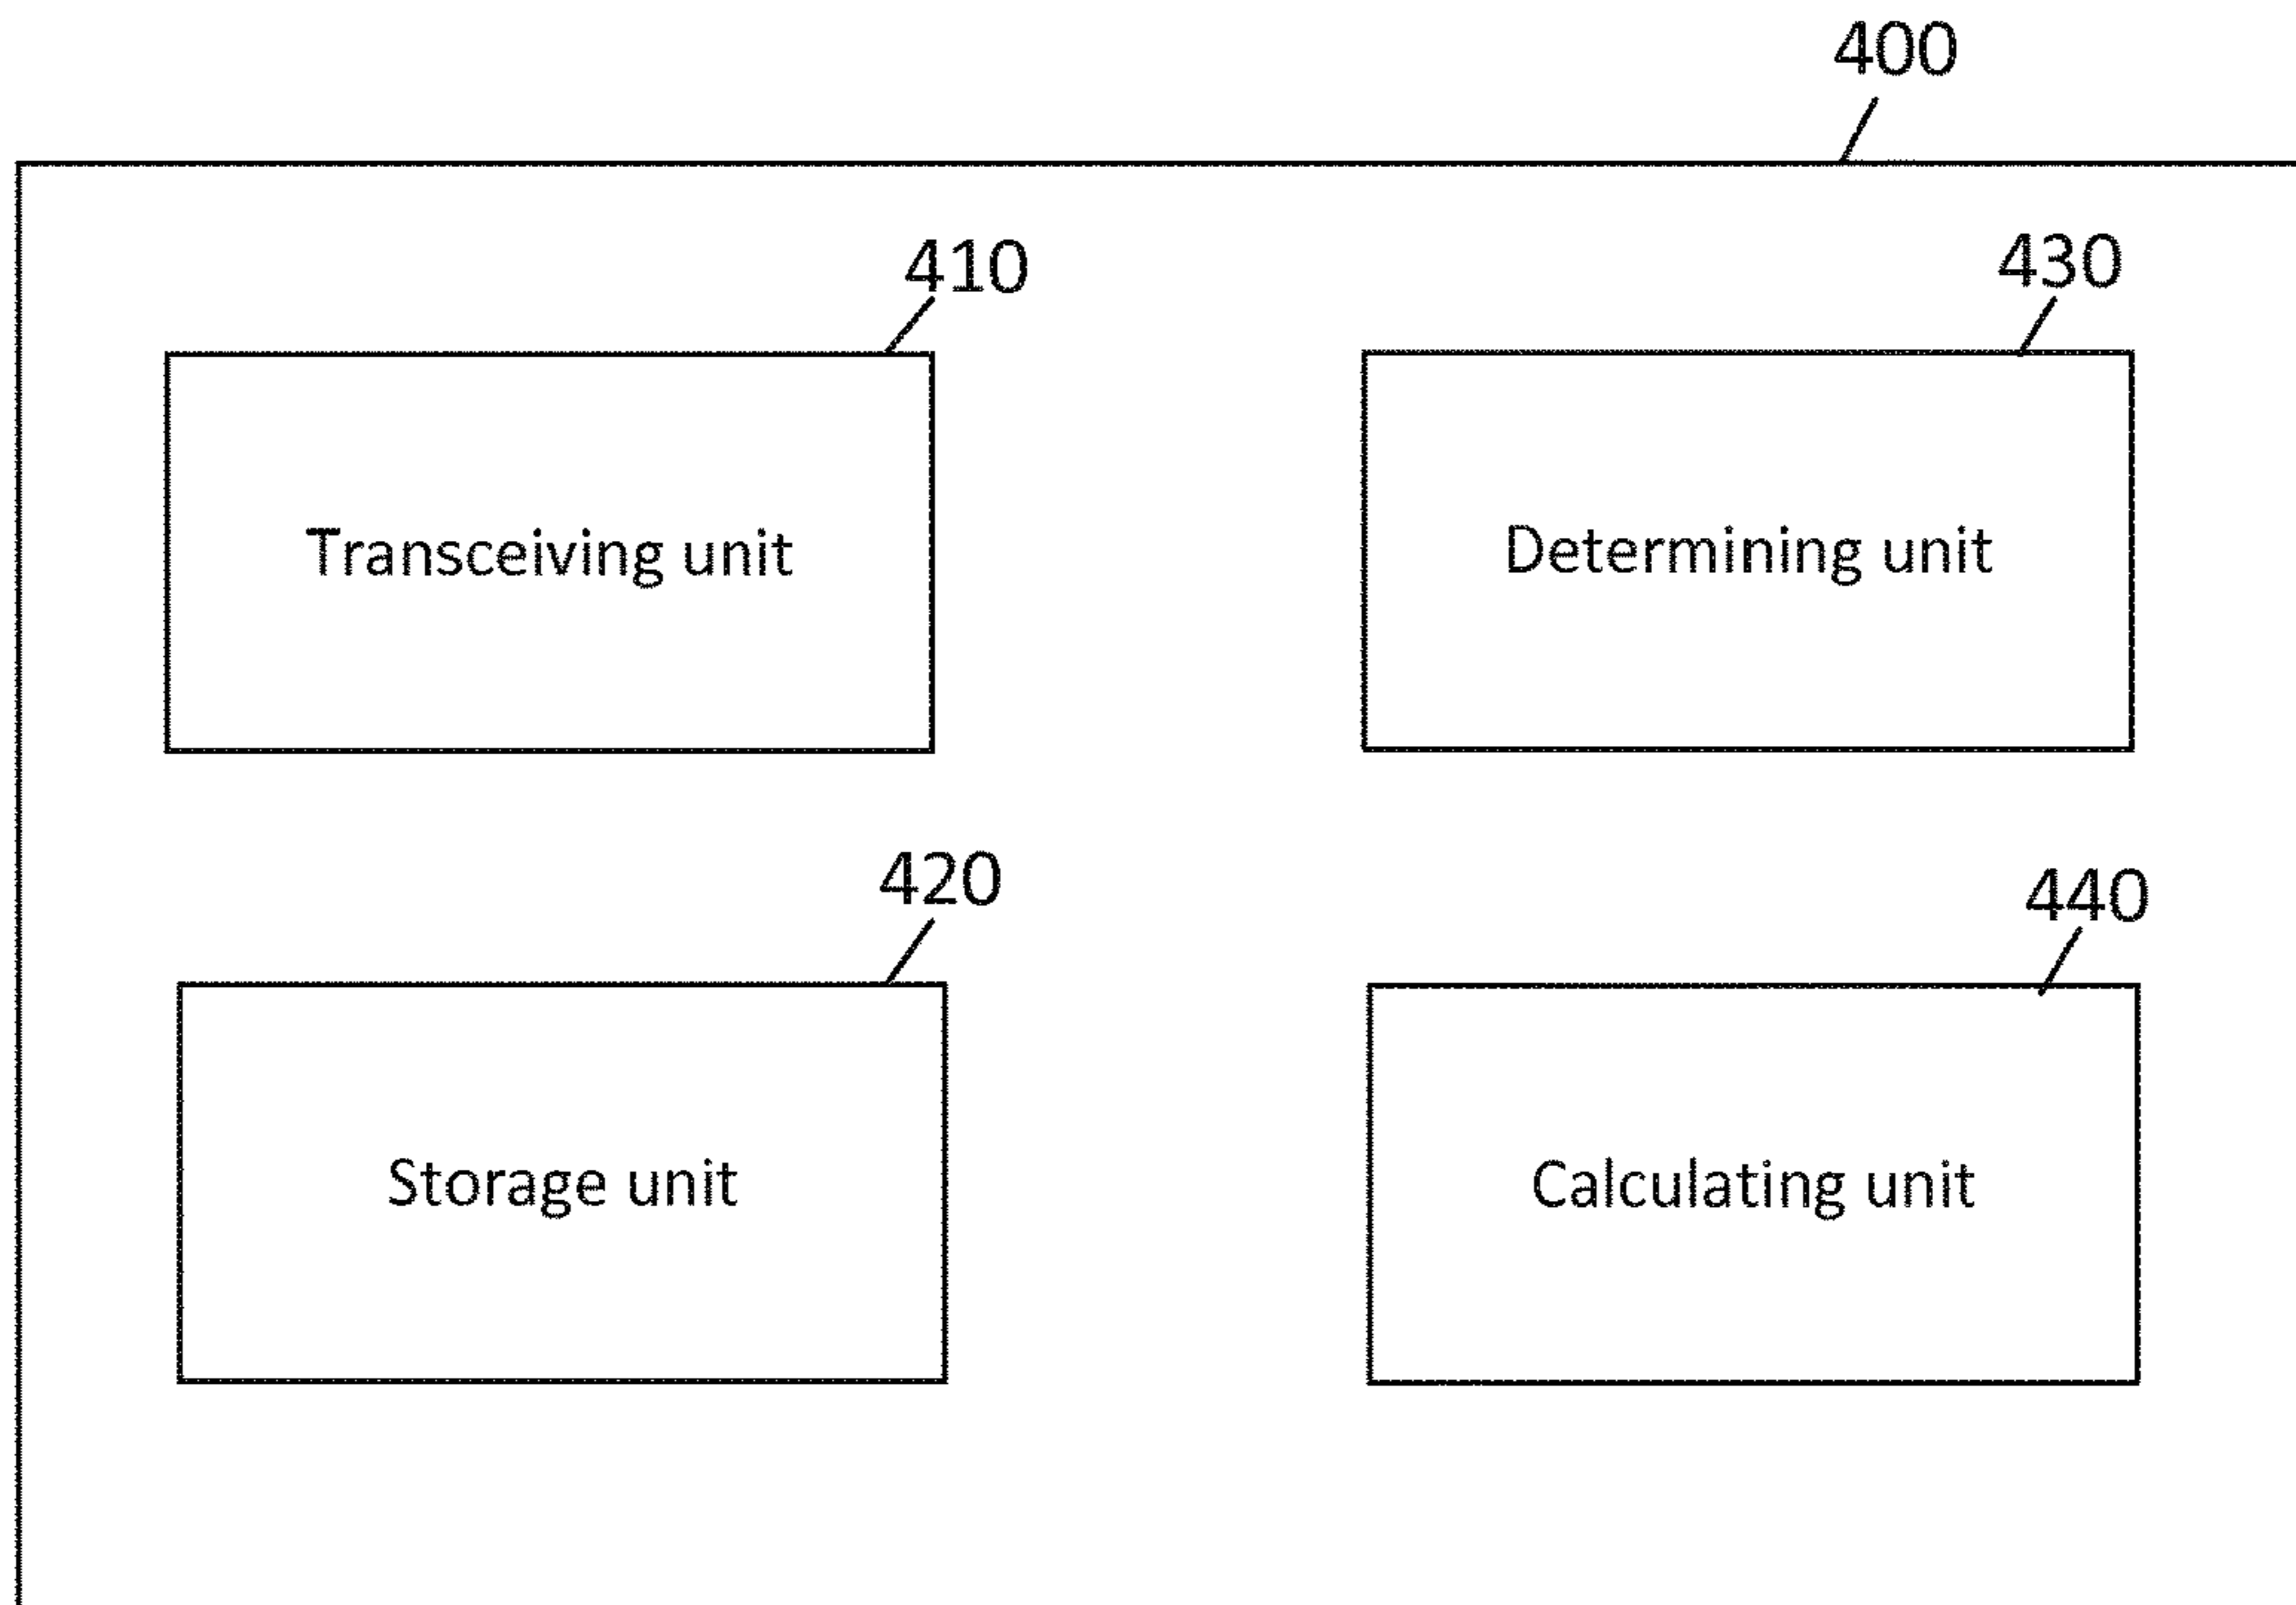 400
410
430
Transceiving unit
Determining unit
420
440
Storage unit
Calculating unit